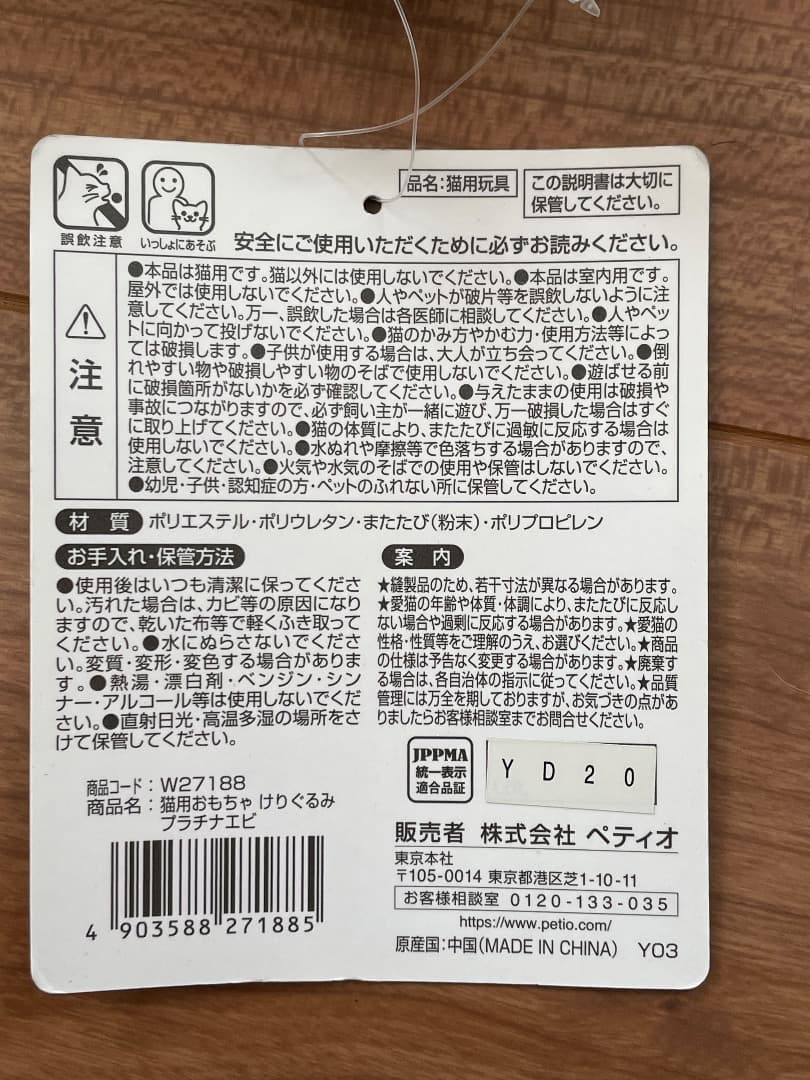 品名:猫用玩具
この説明書は大切に
保管してください。
誤飲注意
いっしょにあそぶ
安全にご使用いただくために必ずお読みください。
注意
●本品は猫用です。猫以外には使用しないでください。●本品は室内用です。
屋外では使用しないでください。●人やペットが破片等を誤飲しないように注
意してください。万一、誤飲した場合は各医師に相談してください。●人やペッ
トに向かって投げないでください。●猫のかみ方やかむ力・使用方法等によっ
ては破損します。●子供が使用する場合は、大人が立ち会ってください。●倒
れやすい物や破損しやすい物のそばで使用しないでください。●遊ばせる前
に破損箇所がないかを必ず確認してください。●与えたままの使用は破損や
事故につながりますので、必ず飼い主が一緒に遊び、万一破損した場合はすぐ
に取り上げてください。●猫の体質により、またたびに過敏に反応する場合は
使用しないでください。●水ぬれや摩擦等で色落ちする場合がありますので、
注意してください。●火気や水気のそばでの使用や保管はしないでください。
●幼児・子供・認知症の方・ペットのふれない所に保管してください。
材質 ポリエステル・ポリウレタン・またたび(粉末)・ポリプロピレン
お手入れ・保管方法
●使用後はいつも清潔に保ってくださ
い。汚れた場合は、カビ等の原因になり
ますので、乾いた布等で軽くふき取って
ください。●水にぬらさないでくださ
い。変質・変形・変色する場合がありま
す。●熱湯・漂白剤・ベンジン・シン
ナー・アルコール等は使用しないでくだ
さい。●直射日光・高温多湿の場所をさ
けて保管してください。
案内
★縫製品のため、若干寸法が異なる場合があります。
★愛猫の年齢や体質・体調により、またたびに反応し
ない場合や過剰に反応する場合があります。★愛猫の
性格・性質等をご理解のうえ、お選びください。★商品
の仕様は予告なく変更する場合があります。★廃棄す
る場合は、各自治体の指示に従ってください。★品質
管理には万全を期しておりますが、お気づきの点があ
りましたらお客様相談室までお問合せください。
JPPMA
統一表示
適合品証
Y D 2 0
商品コード: W27188
商品名: 猫用おもちゃ けりぐるみ
プラチナエビ
4 903588 271885
販売者 株式会社 ペティオ
東京本社
〒105-0014 東京都港区芝1-10-11
お客様相談室 0120-133-035
https://www.petio.com/
原産国:中国(MADE IN CHINA) Y03